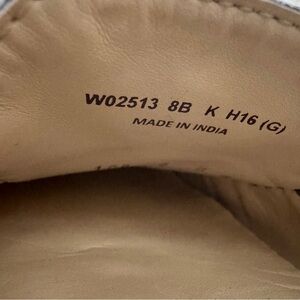 W02513 8B K H16 (G)
MADE IN INDIA